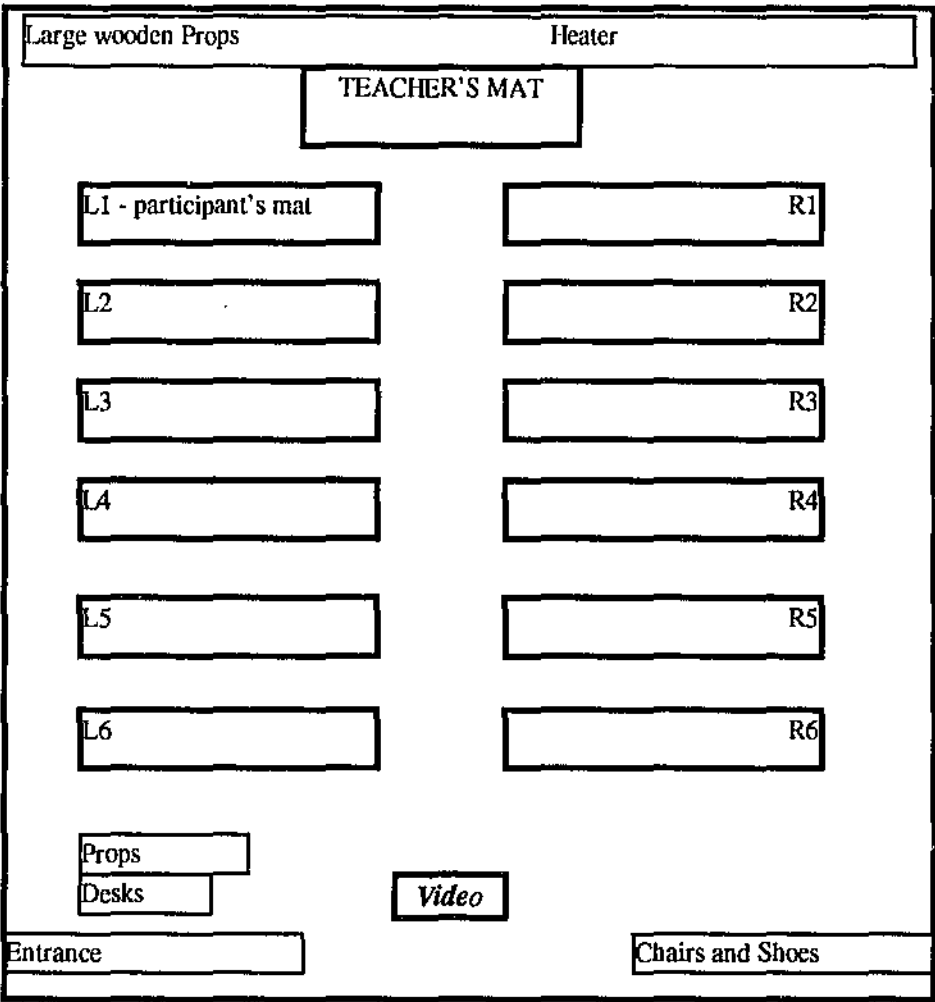 Large wooden Props Heater
TEACHER'S MAT
L1 - participant's mat R1
L2 R2
L3 R3
L4 R4
L5 R5
L6 R6
Props
Desks
Video
Entrance
Chairs and Shoes